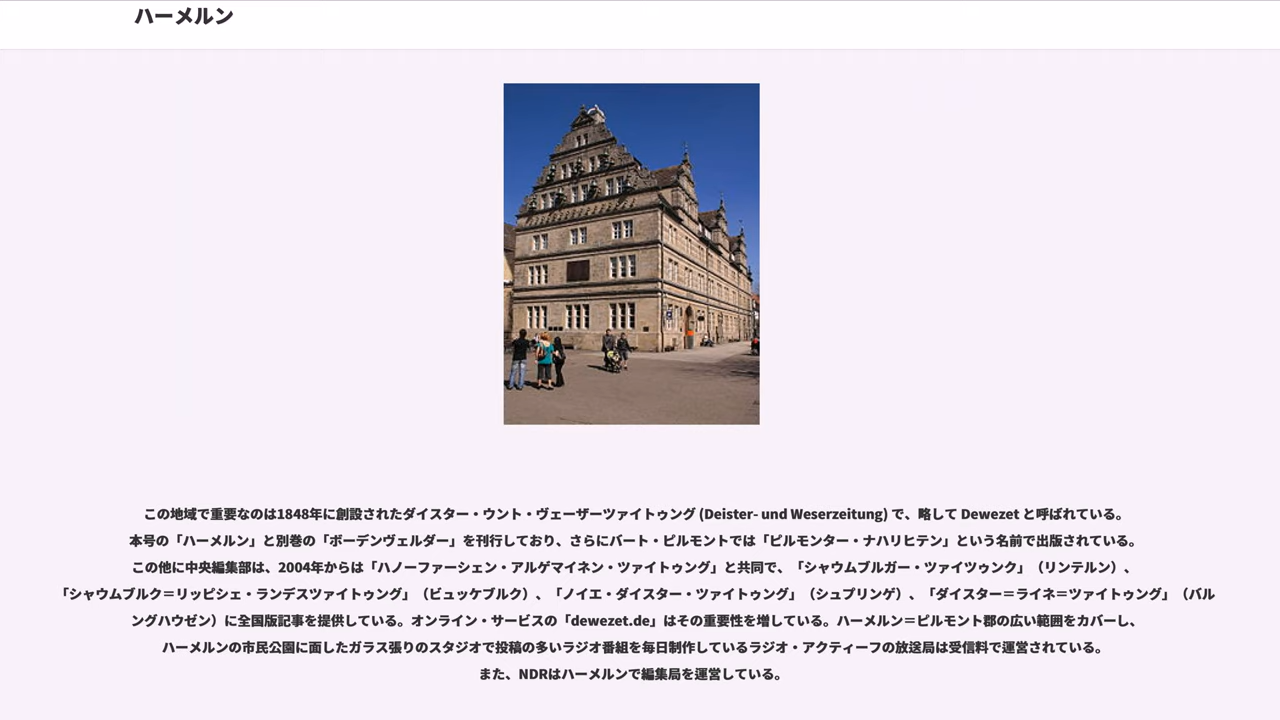 ハーメルン
この地域で重要なのは1848年に創設されたダイスター・ウント・ヴェーザーツァイトゥング (Deister- und Weserzeitung) で、略して Dewezet と呼ばれている。
本号の「ハーメルン」と別巻の「ボーデンヴェルダー」を刊行しており、さらにバート・ピルモントでは「ピルモンター・ナハリヒテン」という名前で出版されている。
この他に中央編集部は、2004年からは「ハノーファーシェン・アルゲマイネン・ツァイトゥング」と共同で、「シャウムブルガー・ツァイツゥンク」（リンテルン）、
「シャウムブルク＝リッピシェ・ランデスツァイトゥング」（ビュッケブルク）、「ノイエ・ダイスター・ツァイトゥング」（シュプリンゲ）、「ダイスター＝ライネ＝ツァイトゥング」（バル
ングハウゼン）に全国版記事を提供している。オンライン・サービスの「dewezet.de」はその重要性を増している。ハーメルン＝ピルモント郡の広い範囲をカバーし、
ハーメルンの市民公園に面したガラス張りのスタジオで投稿の多いラジオ番組を毎日制作しているラジオ・アクティーフの放送局は受信料で運営されている。
また、NDRはハーメルンで編集局を運営している。